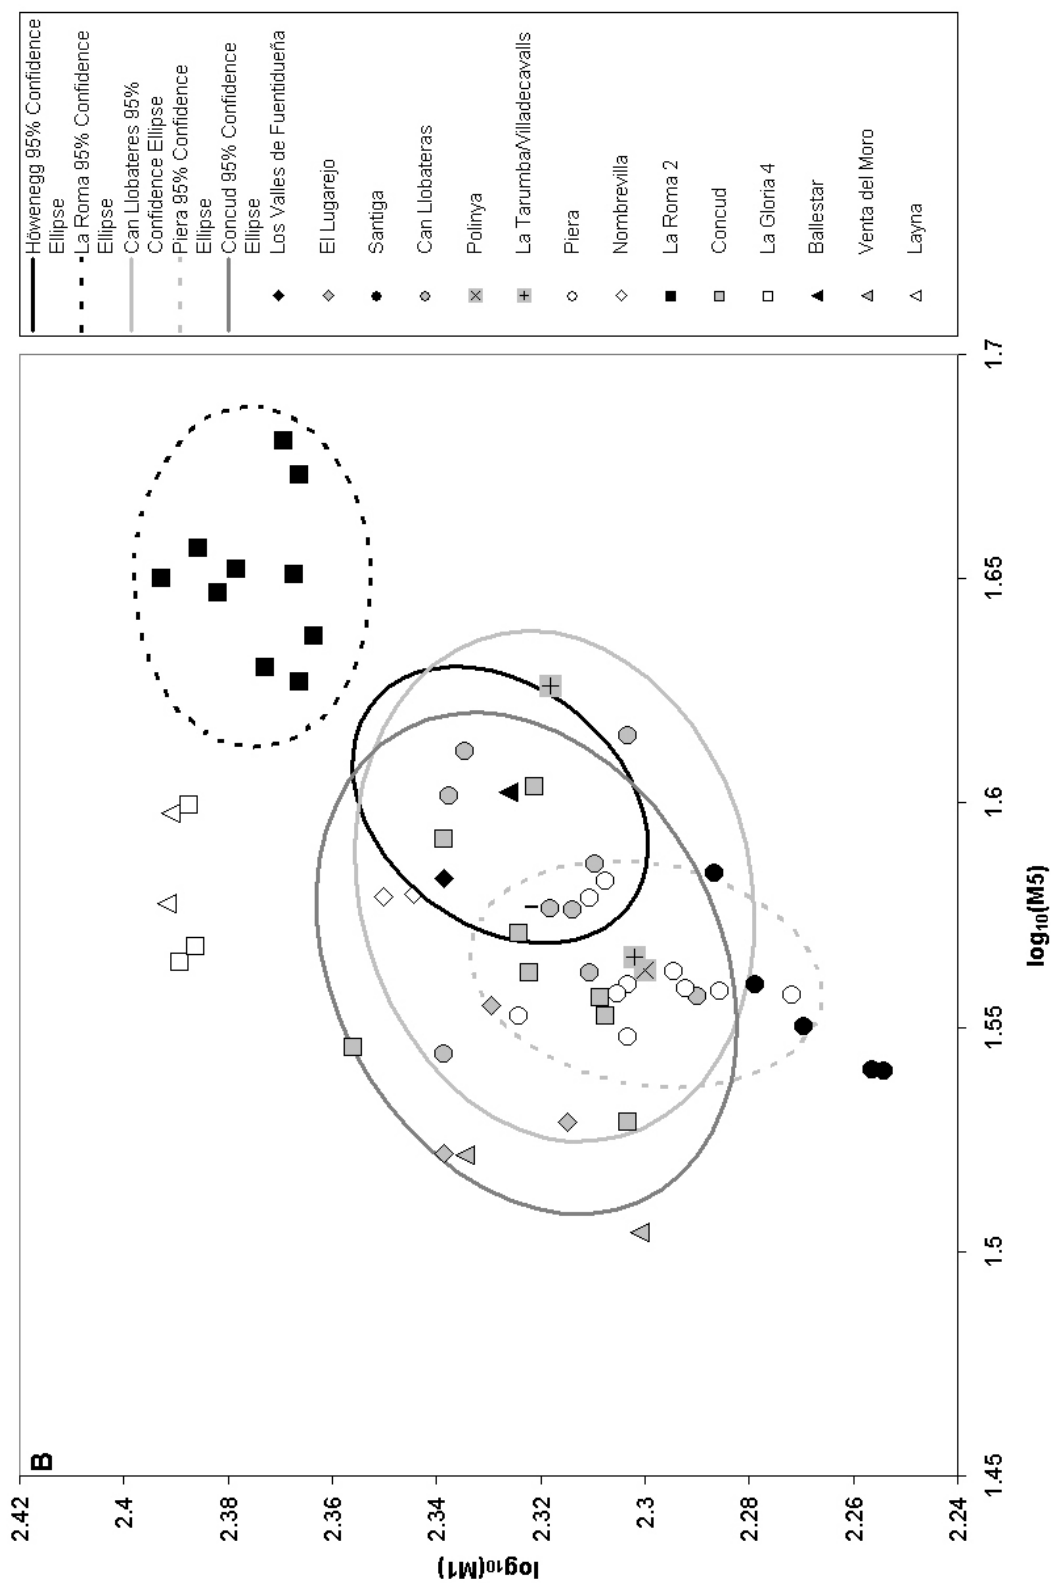 B
2.42
2.4
2.38
2.36
2.34
2.32
2.3
2.28
2.26
2.24
log₁₀(M1)
1.45
1.5
1.55
1.6
1.65
1.7
log₁₀(M5)
Höwenegg 95% Confidence
Ellipse
La Roma 95% Confidence
Ellipse
Can Llobateres 95%
Confidence Ellipse
Piera 95% Confidence
Ellipse
Concud 95% Confidence
Ellipse
Los Valles de Fuentidueña
El Lugarejo
Santiga
Can Llobateras
Polinya
La Tarumba/Villadecavalls
Piera
Nombrevilla
La Roma 2
Concud
La Gloria 4
Ballestar
Venta del Moro
Layna